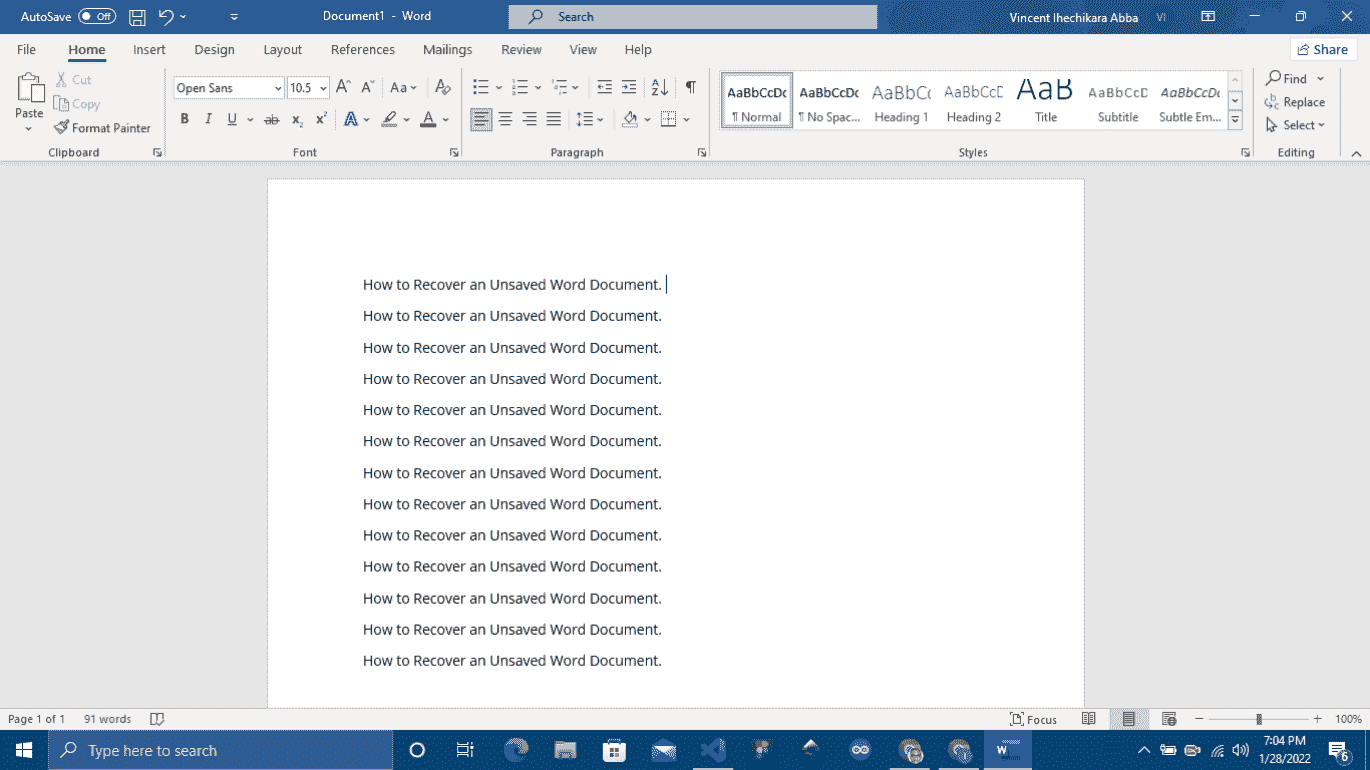 AutoSave Off Document1 - Word Search Vincent Ihechikara Abba VI
File Home Insert Design Layout References Mailings Review View Help Share
Paste Cut Copy Format Painter
Open Sans 10.5 Aa
B I U ab x₂ x² A A
AaBbCcDc AaBbCcDc AaBbCc AaBbCcD AaB AaBbCcD AaBbCcDc
¶ Normal ¶ No Spac... Heading 1 Heading 2 Title Subtitle Subtle Em...
Find
Replace
Select
Clipboard Font Paragraph Styles Editing
How to Recover an Unsaved Word Document.
How to Recover an Unsaved Word Document.
How to Recover an Unsaved Word Document.
How to Recover an Unsaved Word Document.
How to Recover an Unsaved Word Document.
How to Recover an Unsaved Word Document.
How to Recover an Unsaved Word Document.
How to Recover an Unsaved Word Document.
How to Recover an Unsaved Word Document.
How to Recover an Unsaved Word Document.
How to Recover an Unsaved Word Document.
How to Recover an Unsaved Word Document.
How to Recover an Unsaved Word Document.
Page 1 of 1 91 words Focus 100%
Type here to search
7:04 PM
1/28/2022
6